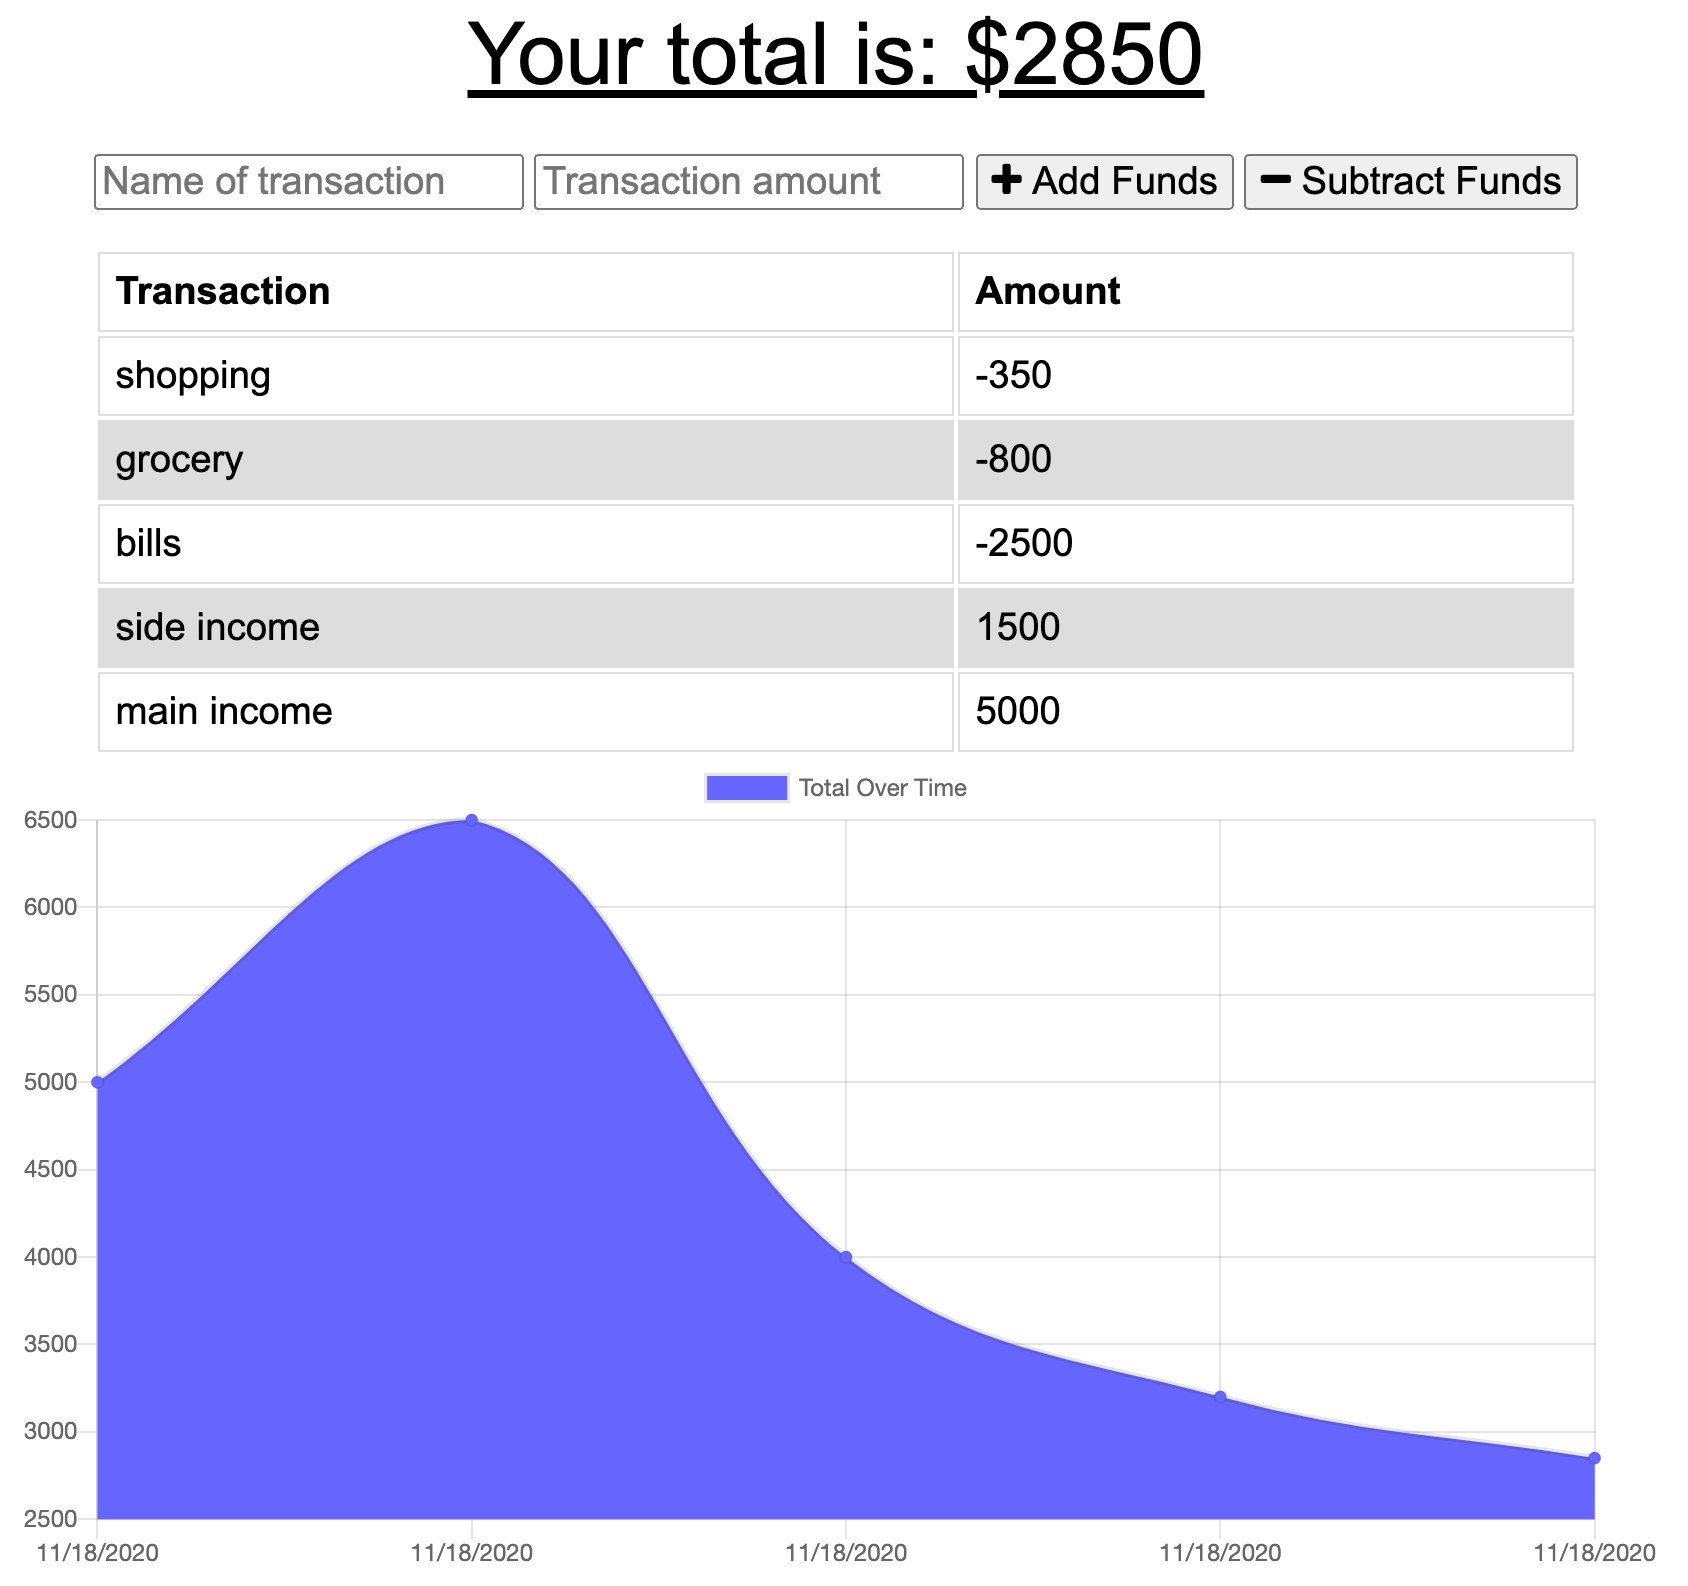 Your total is: $2850
Name of transaction Transaction amount Add Funds Subtract Funds
Transaction Amount
shopping -350
grocery -800
bills -2500
side income 1500
main income 5000
Total Over Time
6500
6000
5500
5000
4500
4000
3500
3000
2500
11/18/2020 11/18/2020 11/18/2020 11/18/2020 11/18/2020